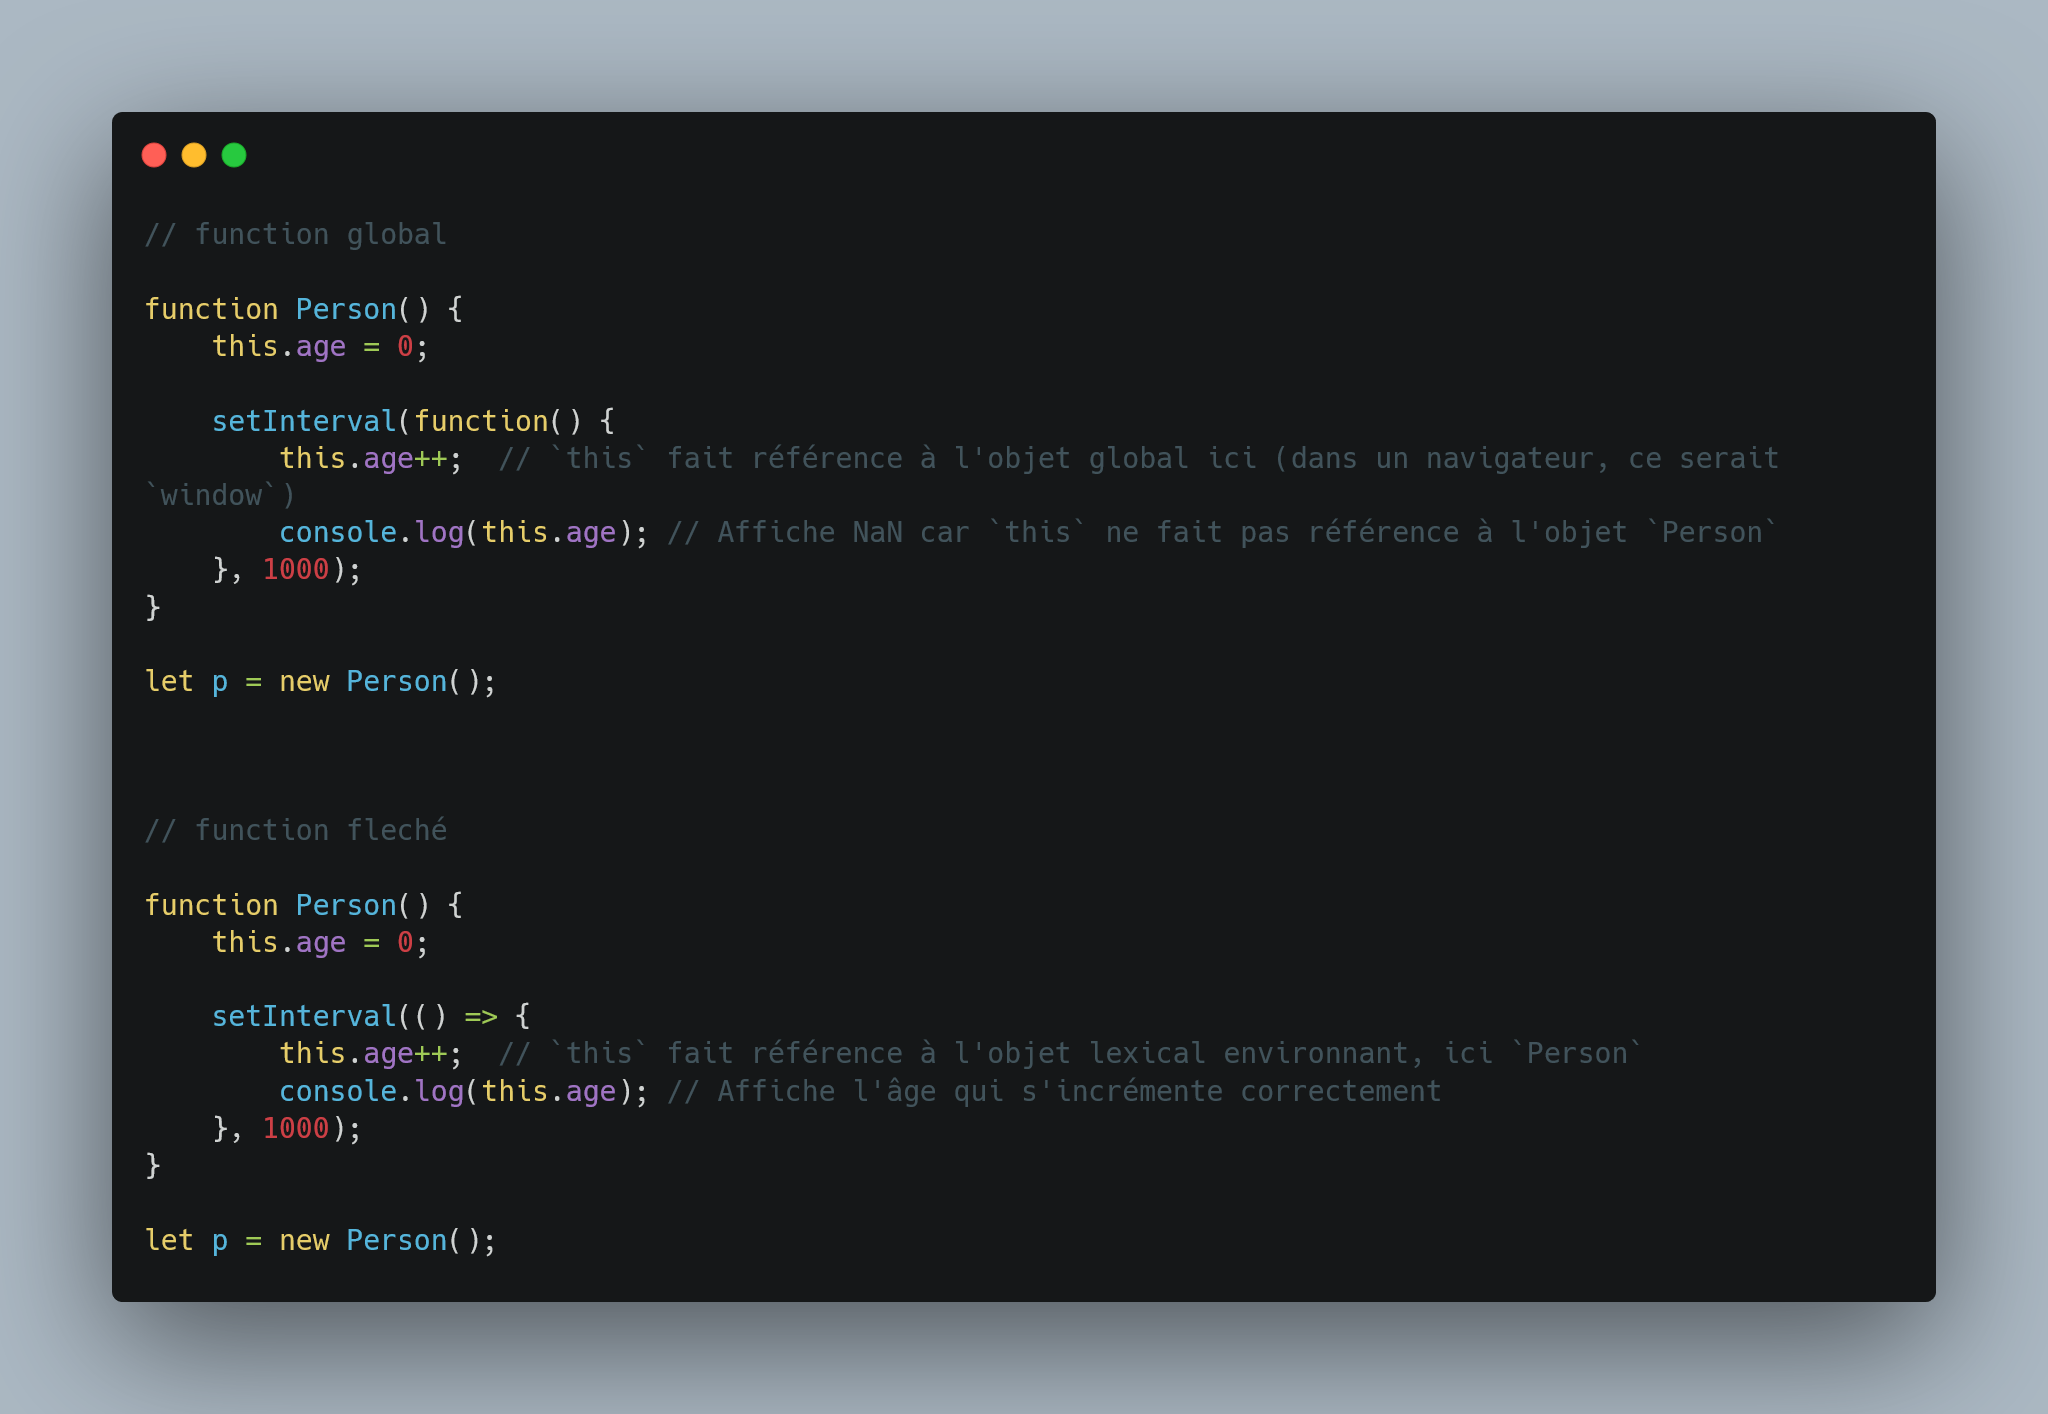 // function global
function Person() {
    this.age = 0;
    setInterval(function() {
        this.age++;  // `this` fait référence à l'objet global ici (dans un navigateur, ce serait
`window`)
        console.log(this.age); // Affiche NaN car `this` ne fait pas référence à l'objet `Person`
    }, 1000);
}
let p = new Person();
// function fleché
function Person() {
    this.age = 0;
    setInterval(() => {
        this.age++;  // `this` fait référence à l'objet lexical environnant, ici `Person`
        console.log(this.age); // Affiche l'âge qui s'incrémente correctement
    }, 1000);
}
let p = new Person();